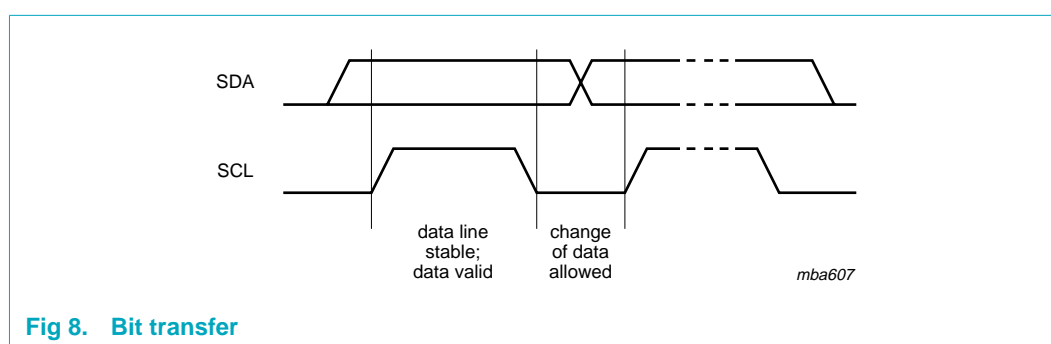 SDA
SCL
data line
stable;
data valid
change
of data
allowed
mba607
Fig 8. Bit transfer